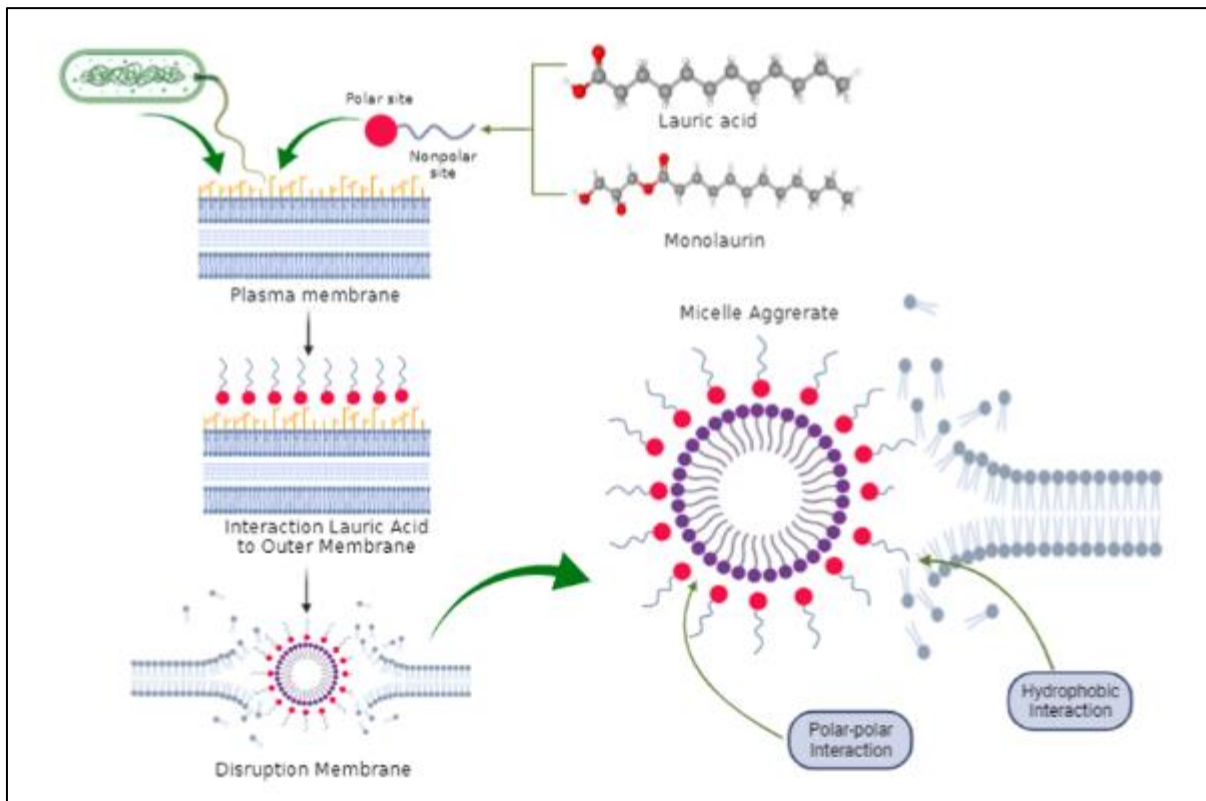 Polar site
Nonpolar
site
Lauric acid
Monolaurin
Plasma membrane
Interaction Lauric Acid
to Outer Membrane
Disruption Membrane
Micelle Aggrerate
Polar-polar
Interaction
Hydrophobic
Interaction